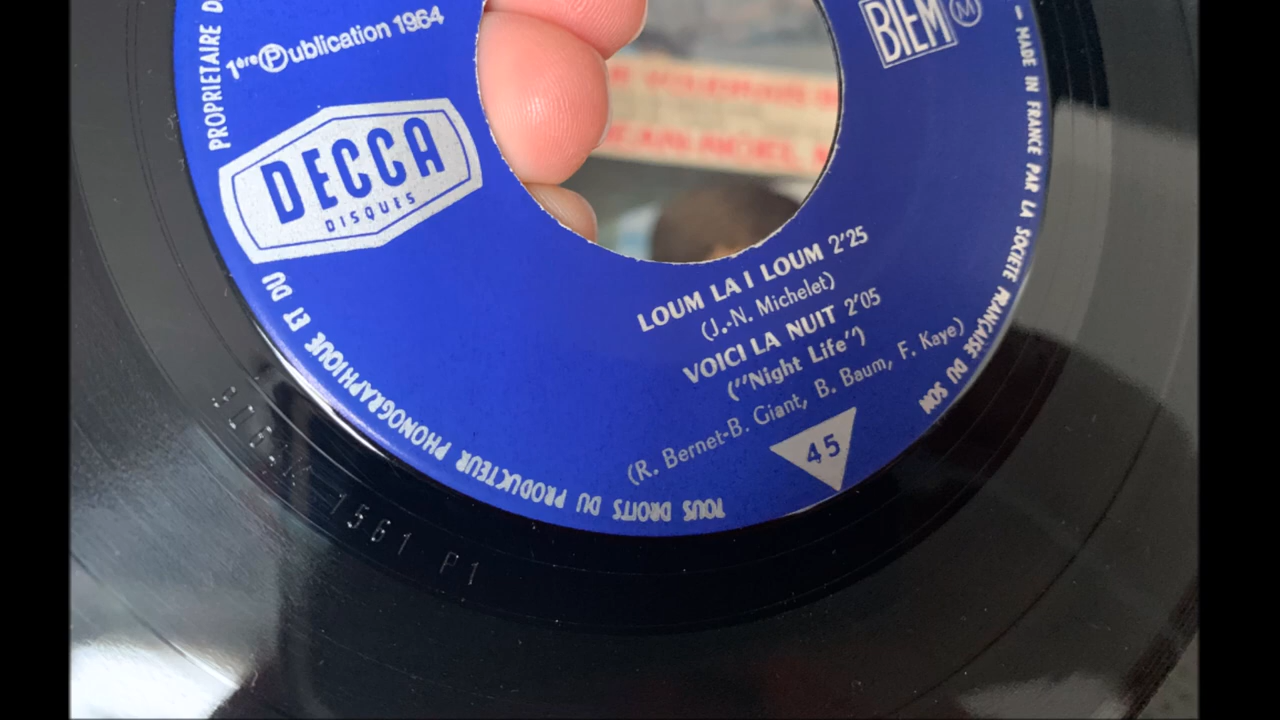 1ère Publication 1964
BIEM
M
DECCA
DISQUES
LOUM LA I LOUM 2'25
(J.-N. Michelet)
VOICI LA NUIT 2'05
("Night Life")
(R. Bernet-B. Giant, B. Baum, F. Kaye)
45
TOUS DROITS DU PRODUCTEUR PHONOGRAPHIQUE ET DU
PROPRIETAIRE D
- MADE IN FRANCE PAR LA SOCIETE FRANÇAISE DU SON
1561 P1